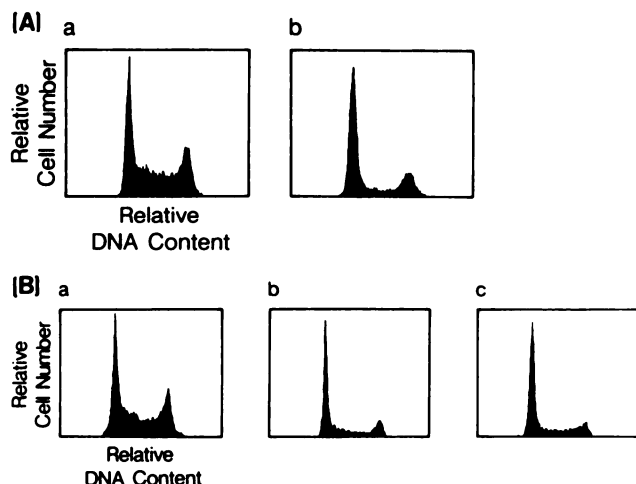 (A)
a
b
Relative
Cell Number
Relative
DNA Content
(B)
a
b
c
Relative
Cell Number
Relative
DNA Content